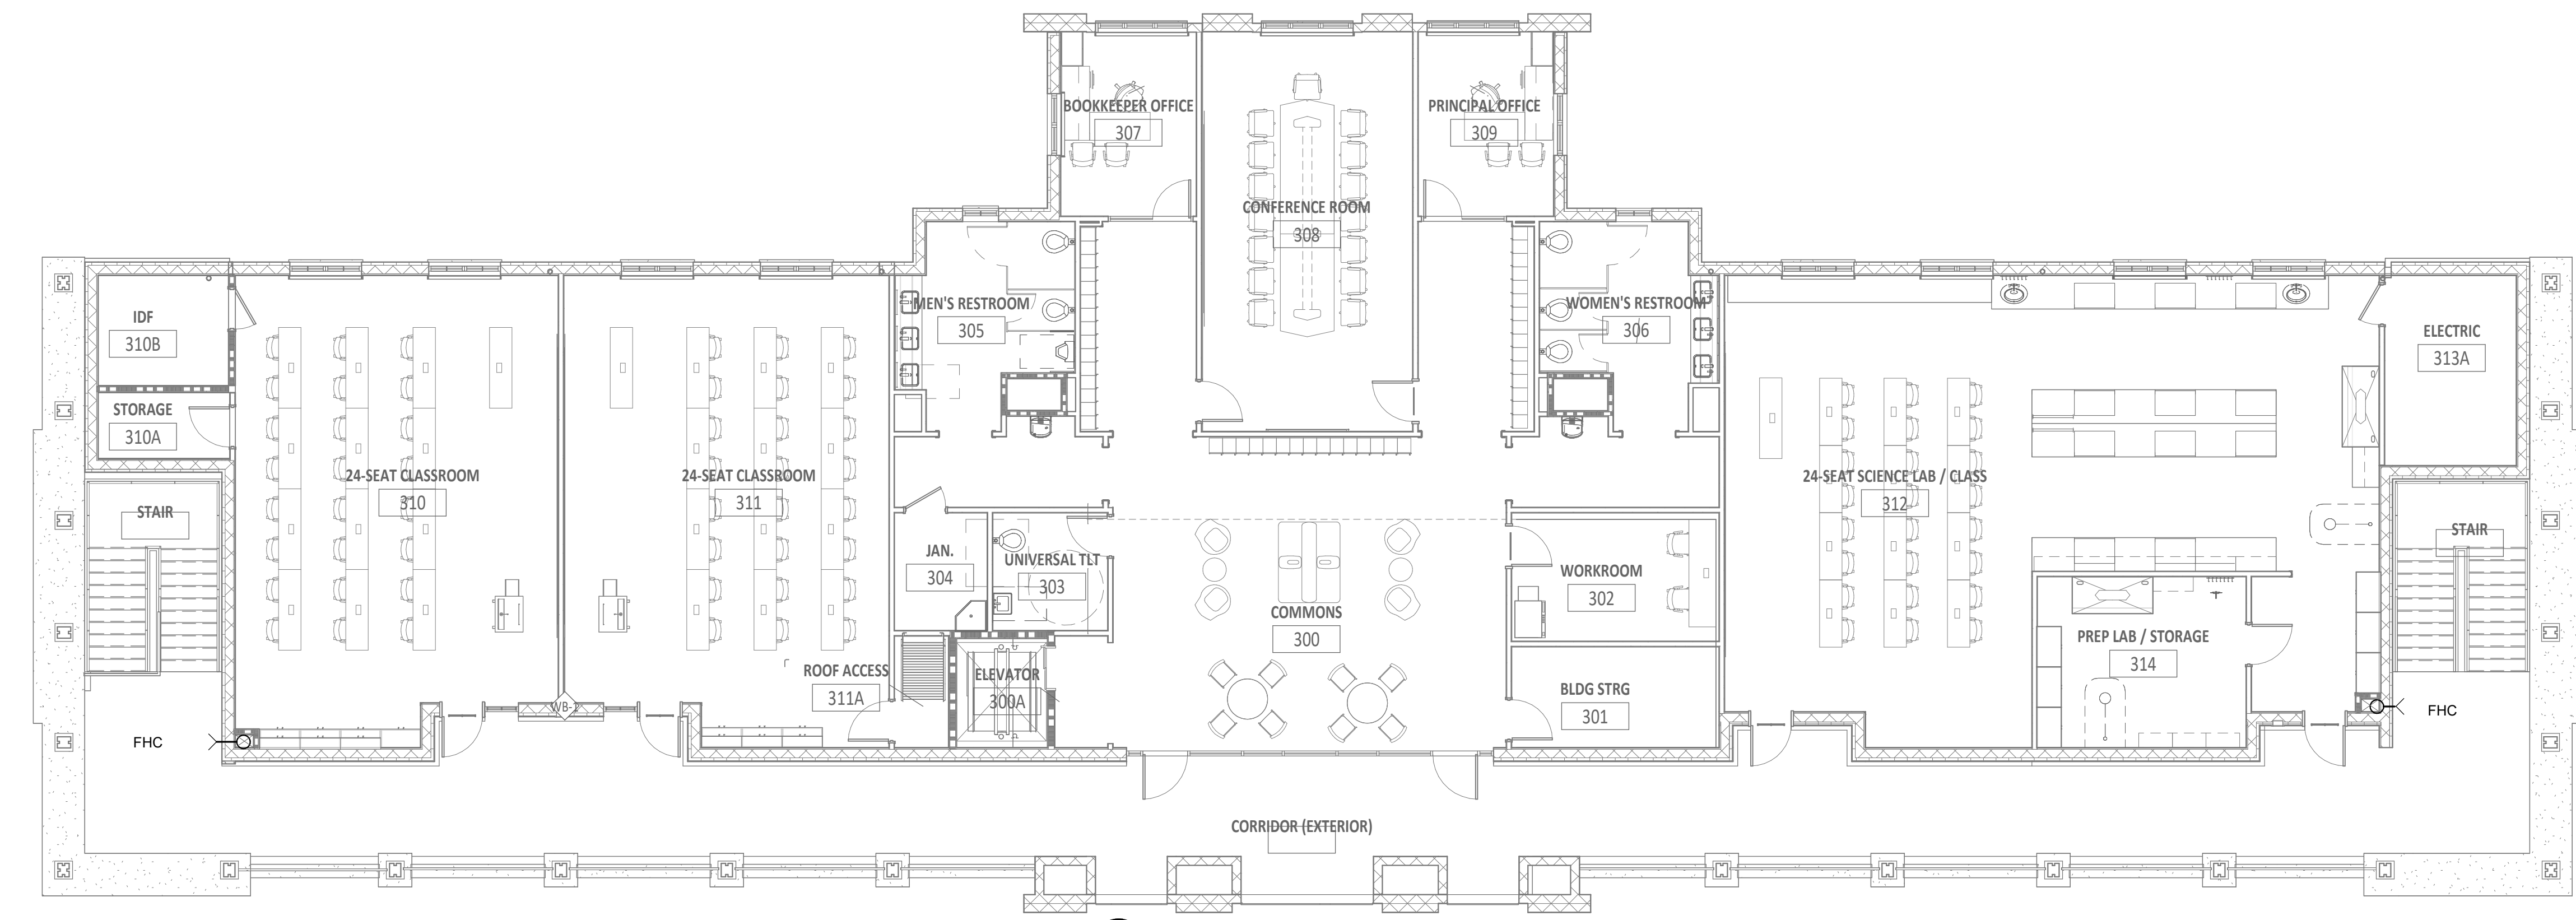 BOOKKEEPER OFFICE
307
PRINCIPAL OFFICE
309
CONFERENCE ROOM
308
MEN'S RESTROOM
305
WOMEN'S RESTROOM
306
IDF
310B
STORAGE
310A
ELECTRIC
313A
24-SEAT CLASSROOM
310
24-SEAT CLASSROOM
311
24-SEAT SCIENCE LAB / CLASS
312
STAIR
STAIR
JAN.
304
UNIVERSAL TLT
303
WORKROOM
302
COMMONS
300
PREP LAB / STORAGE
314
ROOF ACCESS
311A
ELEVATOR
300A
BLDG STRG
301
WB-2
FHC
FHC
CORRIDOR (EXTERIOR)